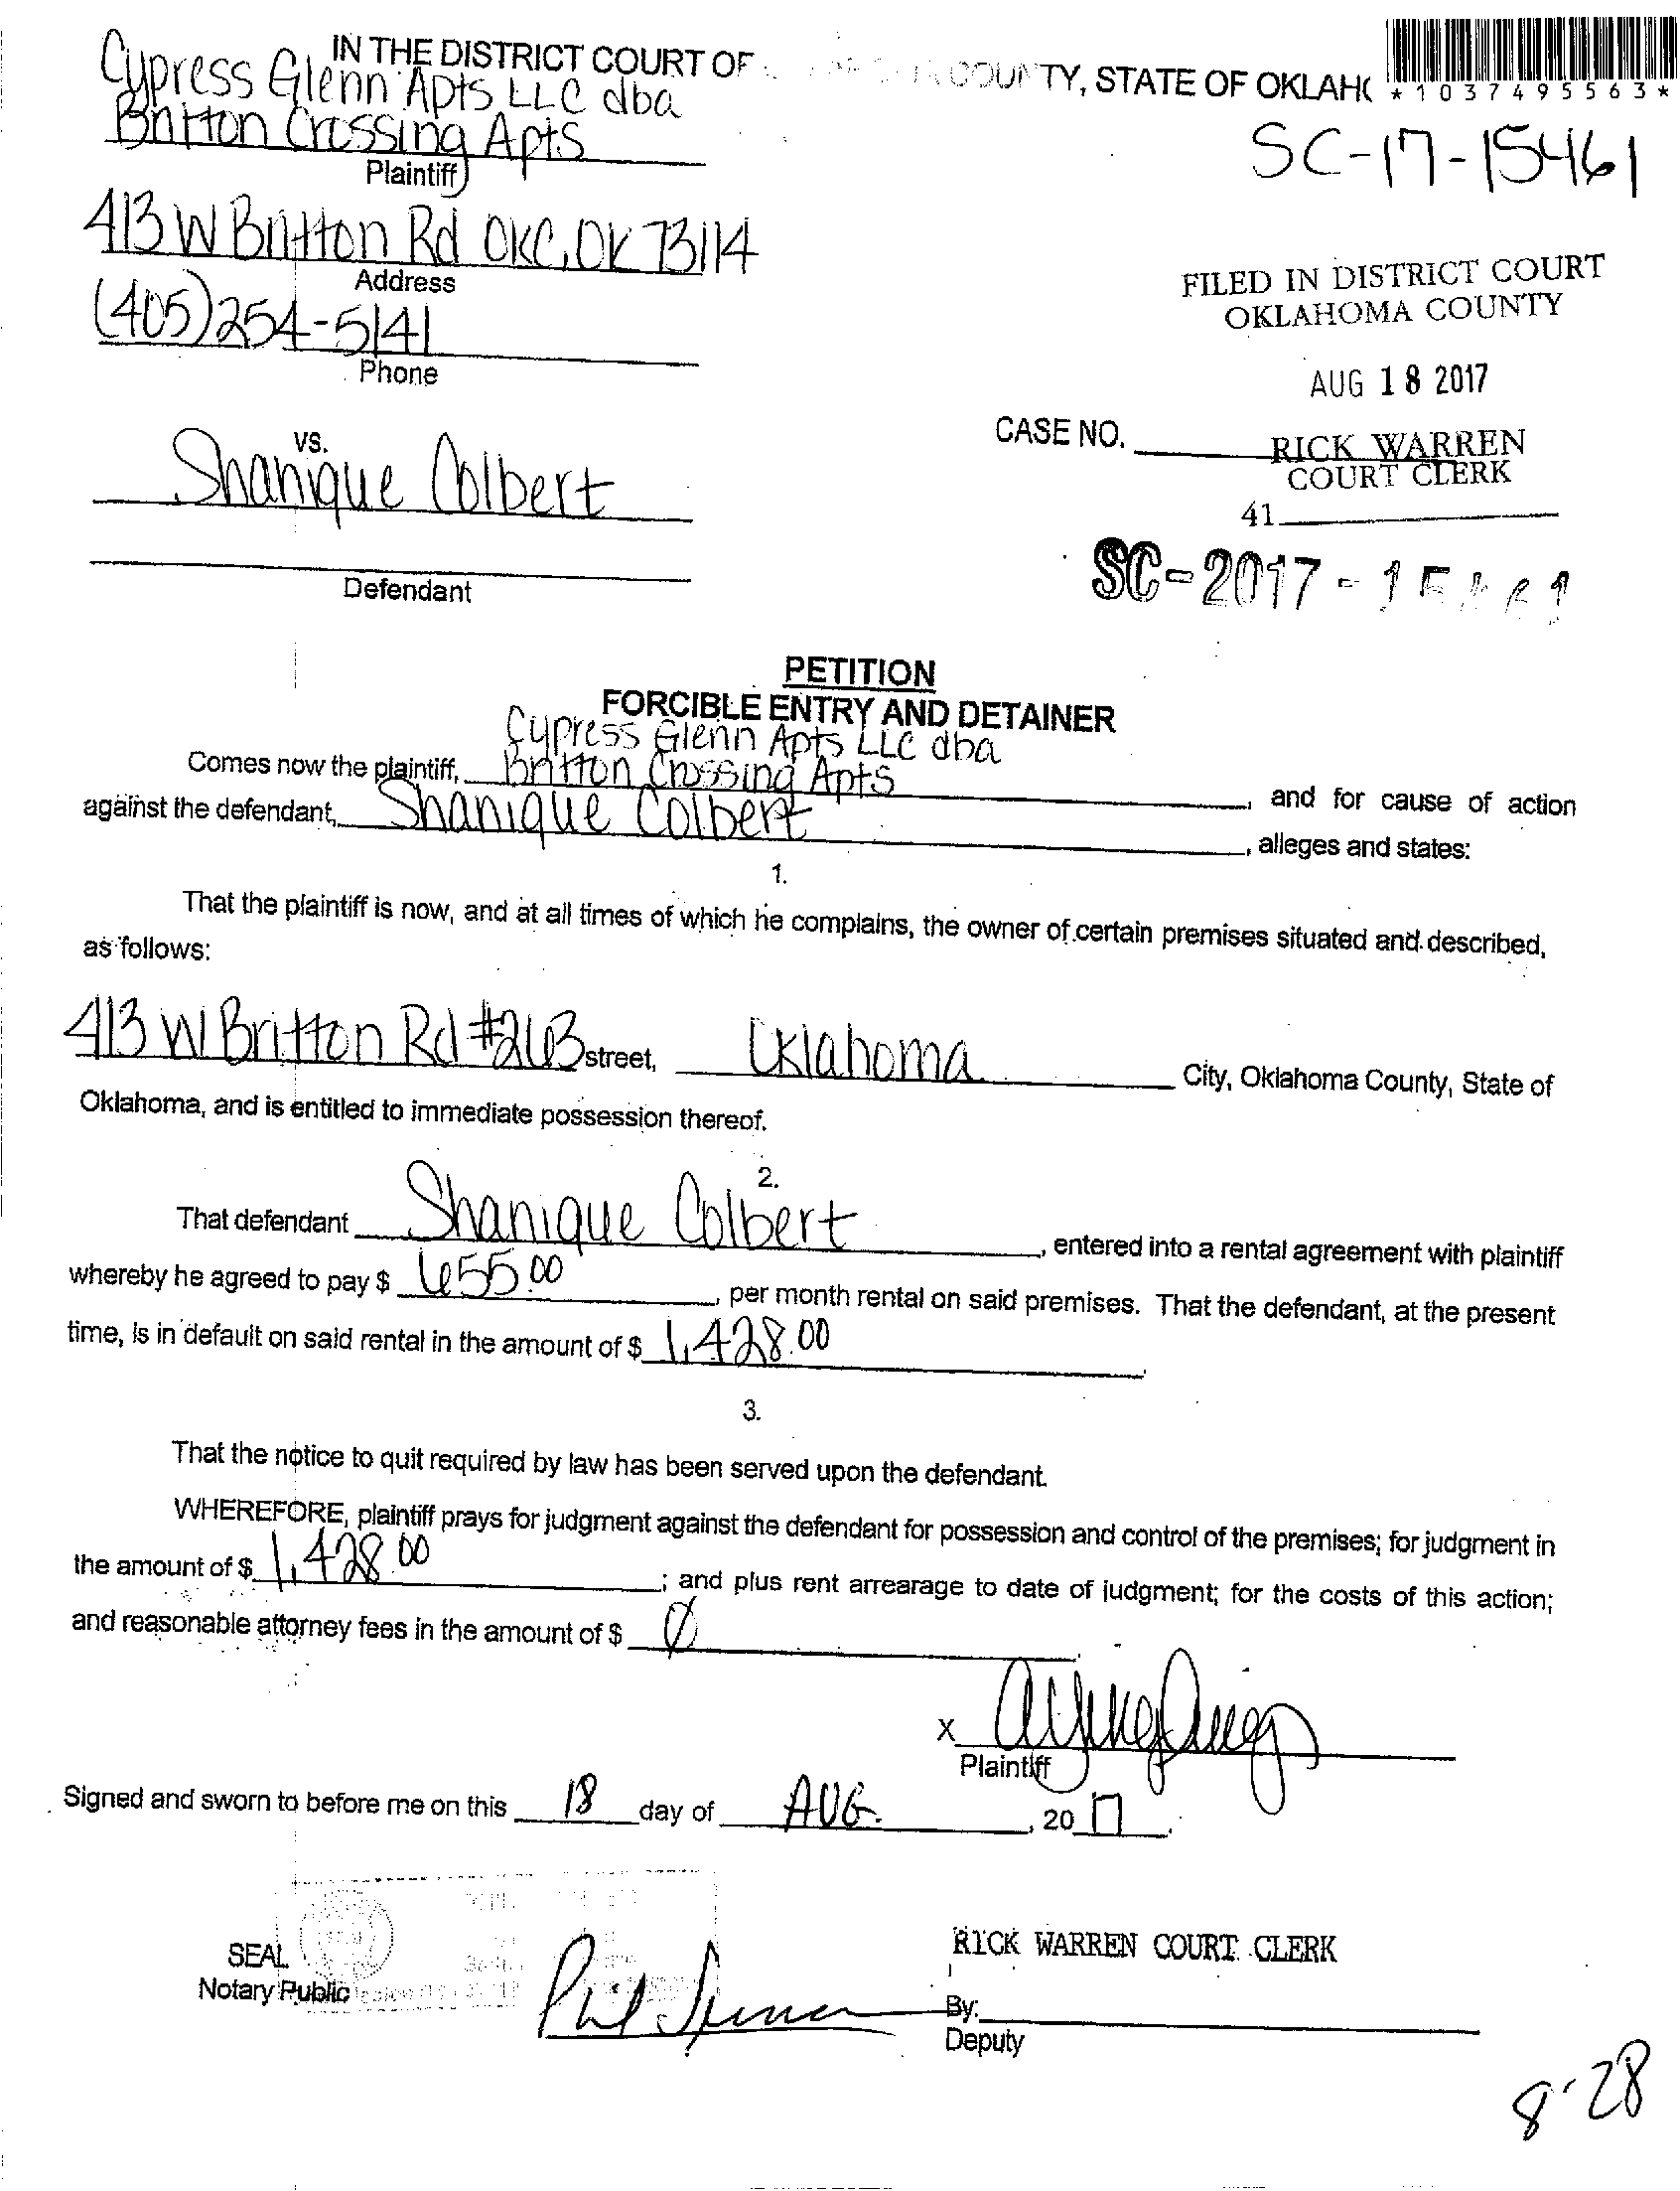 IN THE DISTRICT COURT OF COUNTY, STATE OF OKLAHO
*1037495563*
Cypress Glenn Apts LLC dba
Britton Crossing Apts
Plaintiff
SC-17-15461
413 W Britton Rd OKC, OK 73114
Address
(405)254-5141
Phone
FILED IN DISTRICT COURT
OKLAHOMA COUNTY
AUG 18 2017
RICK WARREN
COURT CLERK
41
vs.
CASE NO.
Shanique Colbert
Defendant
SC-2017-
PETITION
FORCIBLE ENTRY AND DETAINER
Cypress Glenn Apts LLC dba
Comes now the plaintiff, Britton Crossing Apts, and for cause of action
against the defendant, Shanique Colbert, alleges and states:
1.
That the plaintiff is now, and at all times of which he complains, the owner of certain premises situated and described,
as follows:
413 W Britton Rd street, Oklahoma City, Oklahoma County, State of
Oklahoma, and is entitled to immediate possession thereof.
2.
That defendant Shanique Colbert, entered into a rental agreement with plaintiff
whereby he agreed to pay $ 655.00, per month rental on said premises. That the defendant, at the present
time, is in default on said rental in the amount of $ 1,428.00.
3.
That the notice to quit required by law has been served upon the defendant.
WHEREFORE, plaintiff prays for judgment against the defendant for possession and control of the premises; for judgment in
the amount of $ 1,428.00; and plus rent arrearage to date of judgment; for the costs of this action;
and reasonable attorney fees in the amount of $ Ø.
X
Plaintiff
Signed and sworn to before me on this 18 day of AUG., 20 17.
RICK WARREN COURT CLERK
SEAL
Notary Public
By:
Deputy
8-28